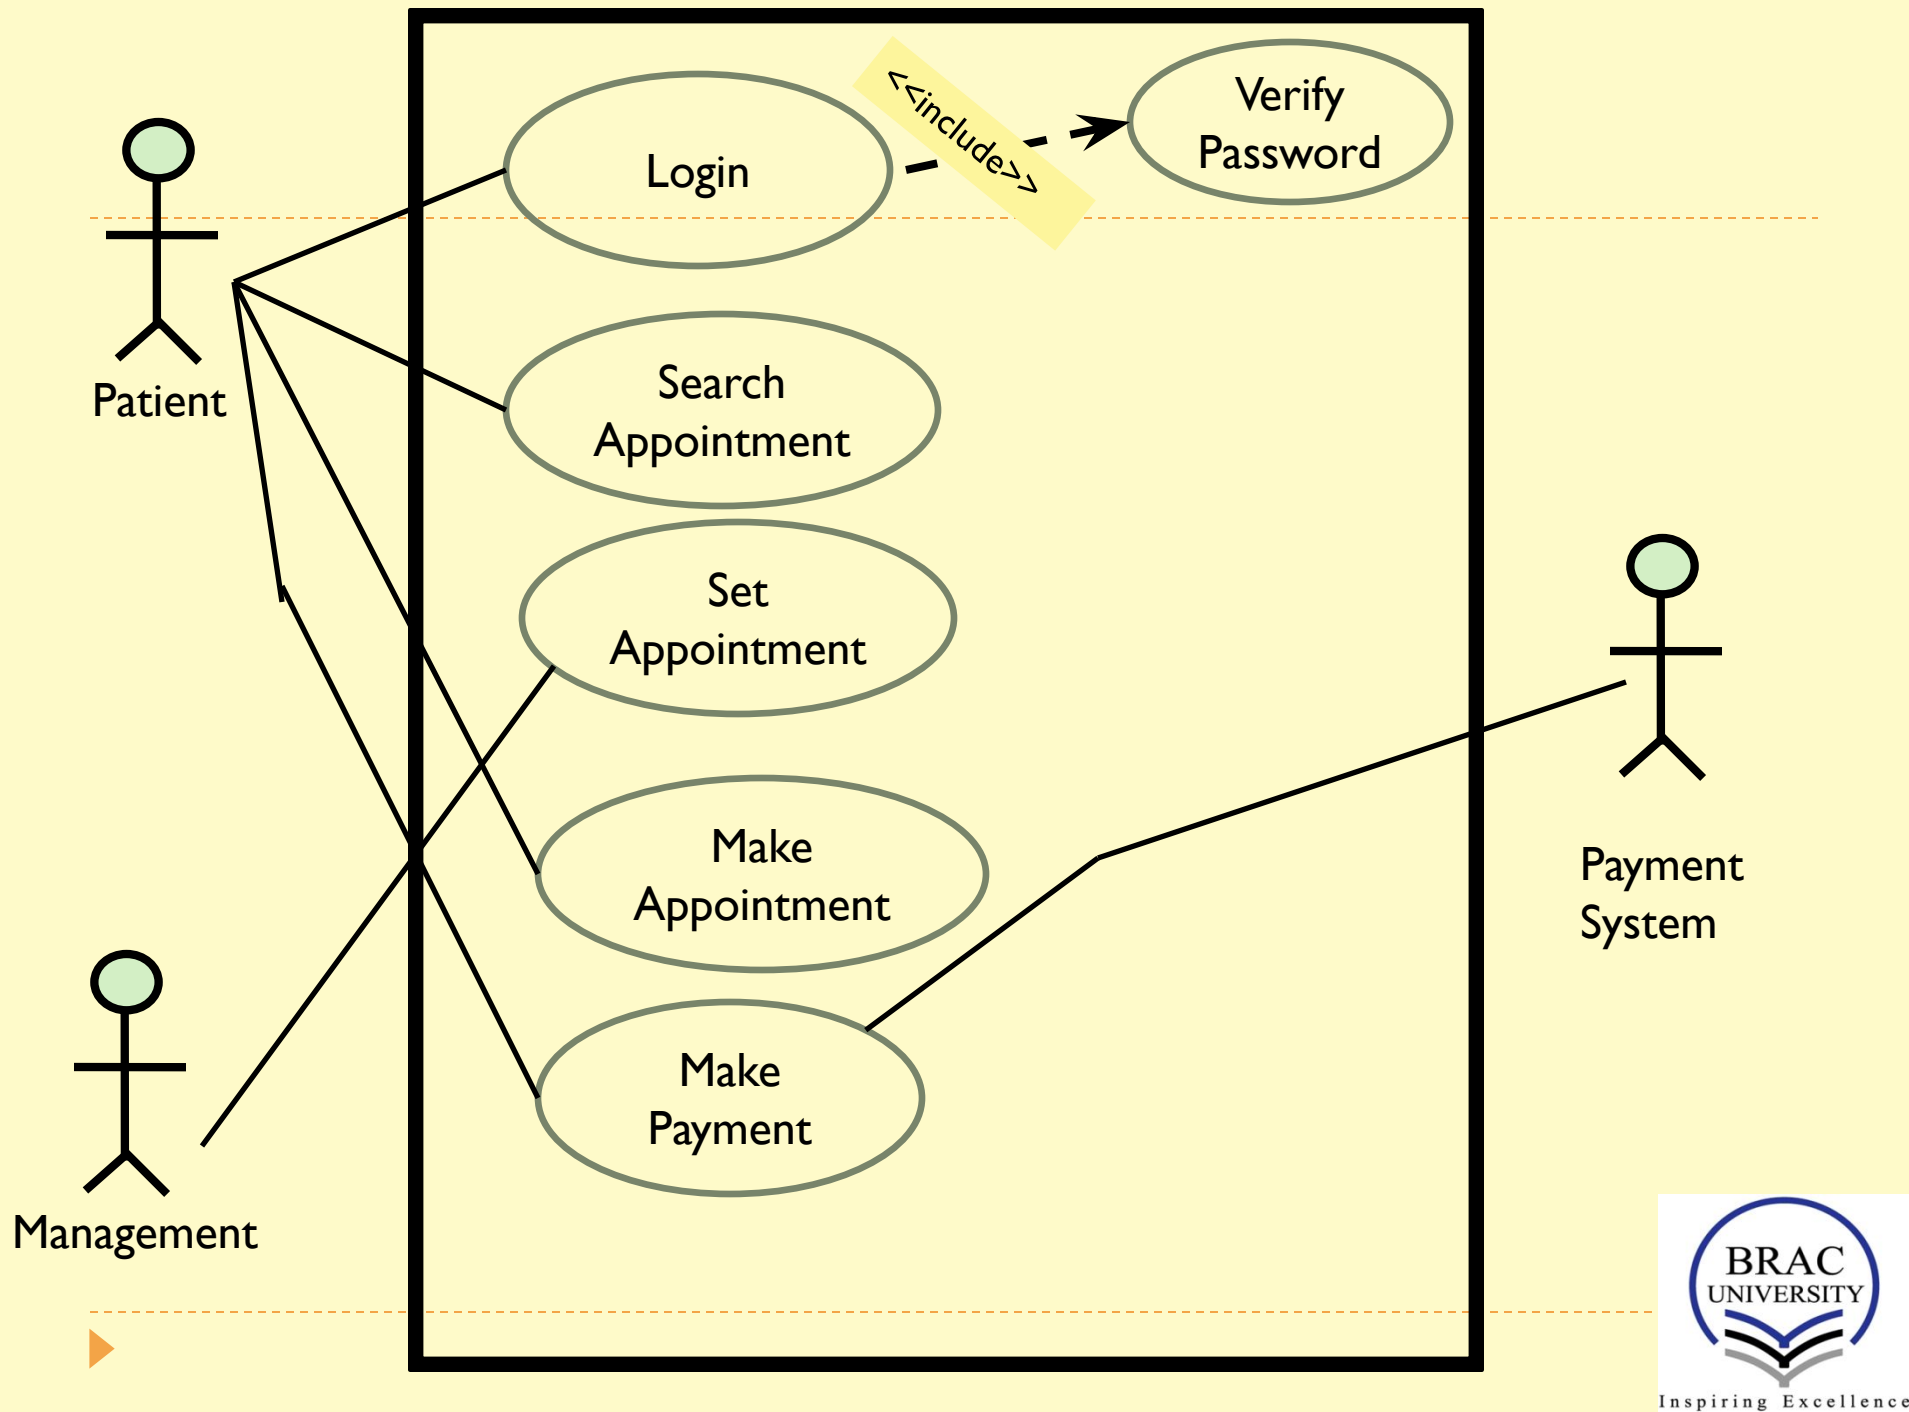 Verify
Password
<<include>>
Login
Patient
Search
Appointment
Set
Appointment
Make
Appointment
Payment
System
Make
Payment
Management
BRAC
UNIVERSITY
Inspiring Excellence